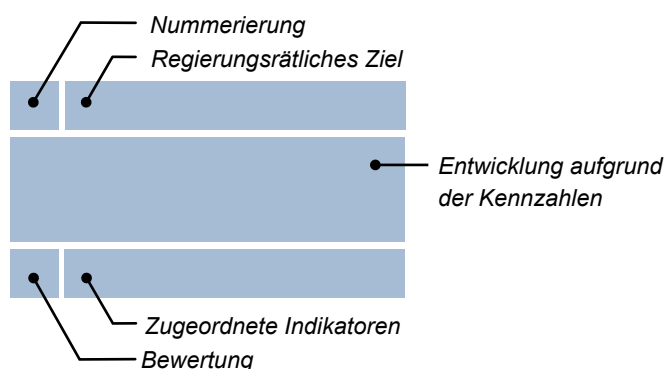 Nummerierung
Regierungsrätliches Ziel
Entwicklung aufgrund
der Kennzahlen
Zugeordnete Indikatoren
Bewertung